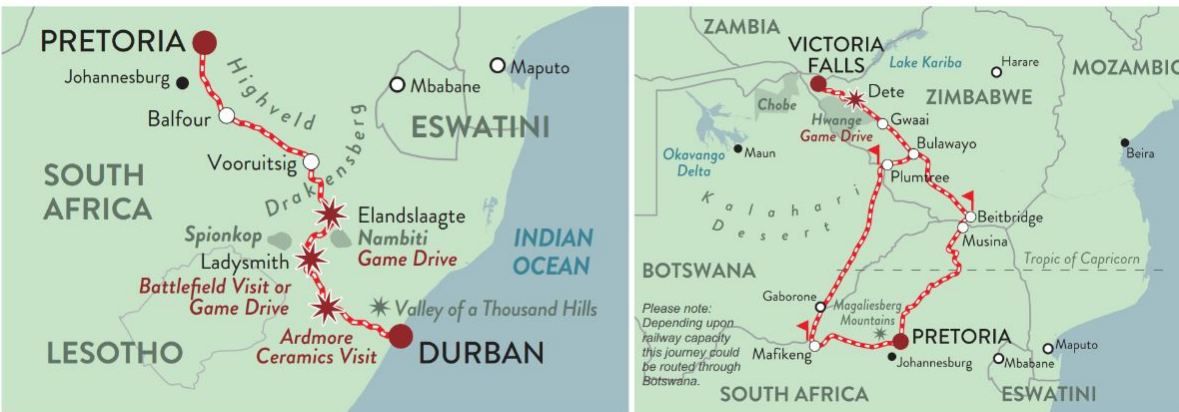 PRETORIA
Johannesburg
Highveld
Maputo
Mbabane
Balfour
ESWATINI
Vooruitsig
Drakensberg
SOUTH
AFRICA
Elandslaagte
Spionkop
Nambiti
Game Drive
Ladysmith
Battlefield Visit or
Game Drive
INDIAN
OCEAN
Valley of a Thousand Hills
Ardmore
Ceramics Visit
LESOTHO
DURBAN
ZAMBIA
VICTORIA
FALLS
Lake Kariba
Harare
MOZAMBIC
Dete
Chobe
ZIMBABWE
Hwange
Game Drive
Gwaai
Okavango
Delta
Maun
Bulawayo
Beira
Plumtree
Kalahari
Desert
Beitbridge
Musina
Tropic of Capricorn
BOTSWANA
Gaborone
Magaliesberg
Mountains
Please note:
Depending upon
railway capacity
this journey could
be routed through
Botswana.
PRETORIA
Mafikeng
Johannesburg
Maputo
Mbabane
SOUTH AFRICA
ESWATINI